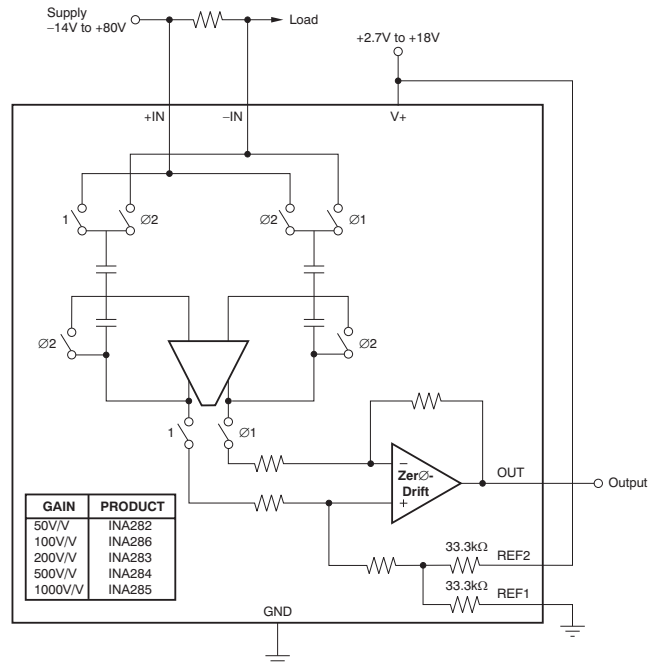 Supply
−14V to +80V
Load
+2.7V to +18V
+IN
−IN
V+
1
Ø2
Ø2
Ø1
Ø2
Ø2
1
Ø1
−
ZerØ-
Drift
+
OUT
Output
GAIN PRODUCT
50V/V INA282
100V/V INA286
200V/V INA283
500V/V INA284
1000V/V INA285
33.3kΩ
REF2
33.3kΩ
REF1
GND